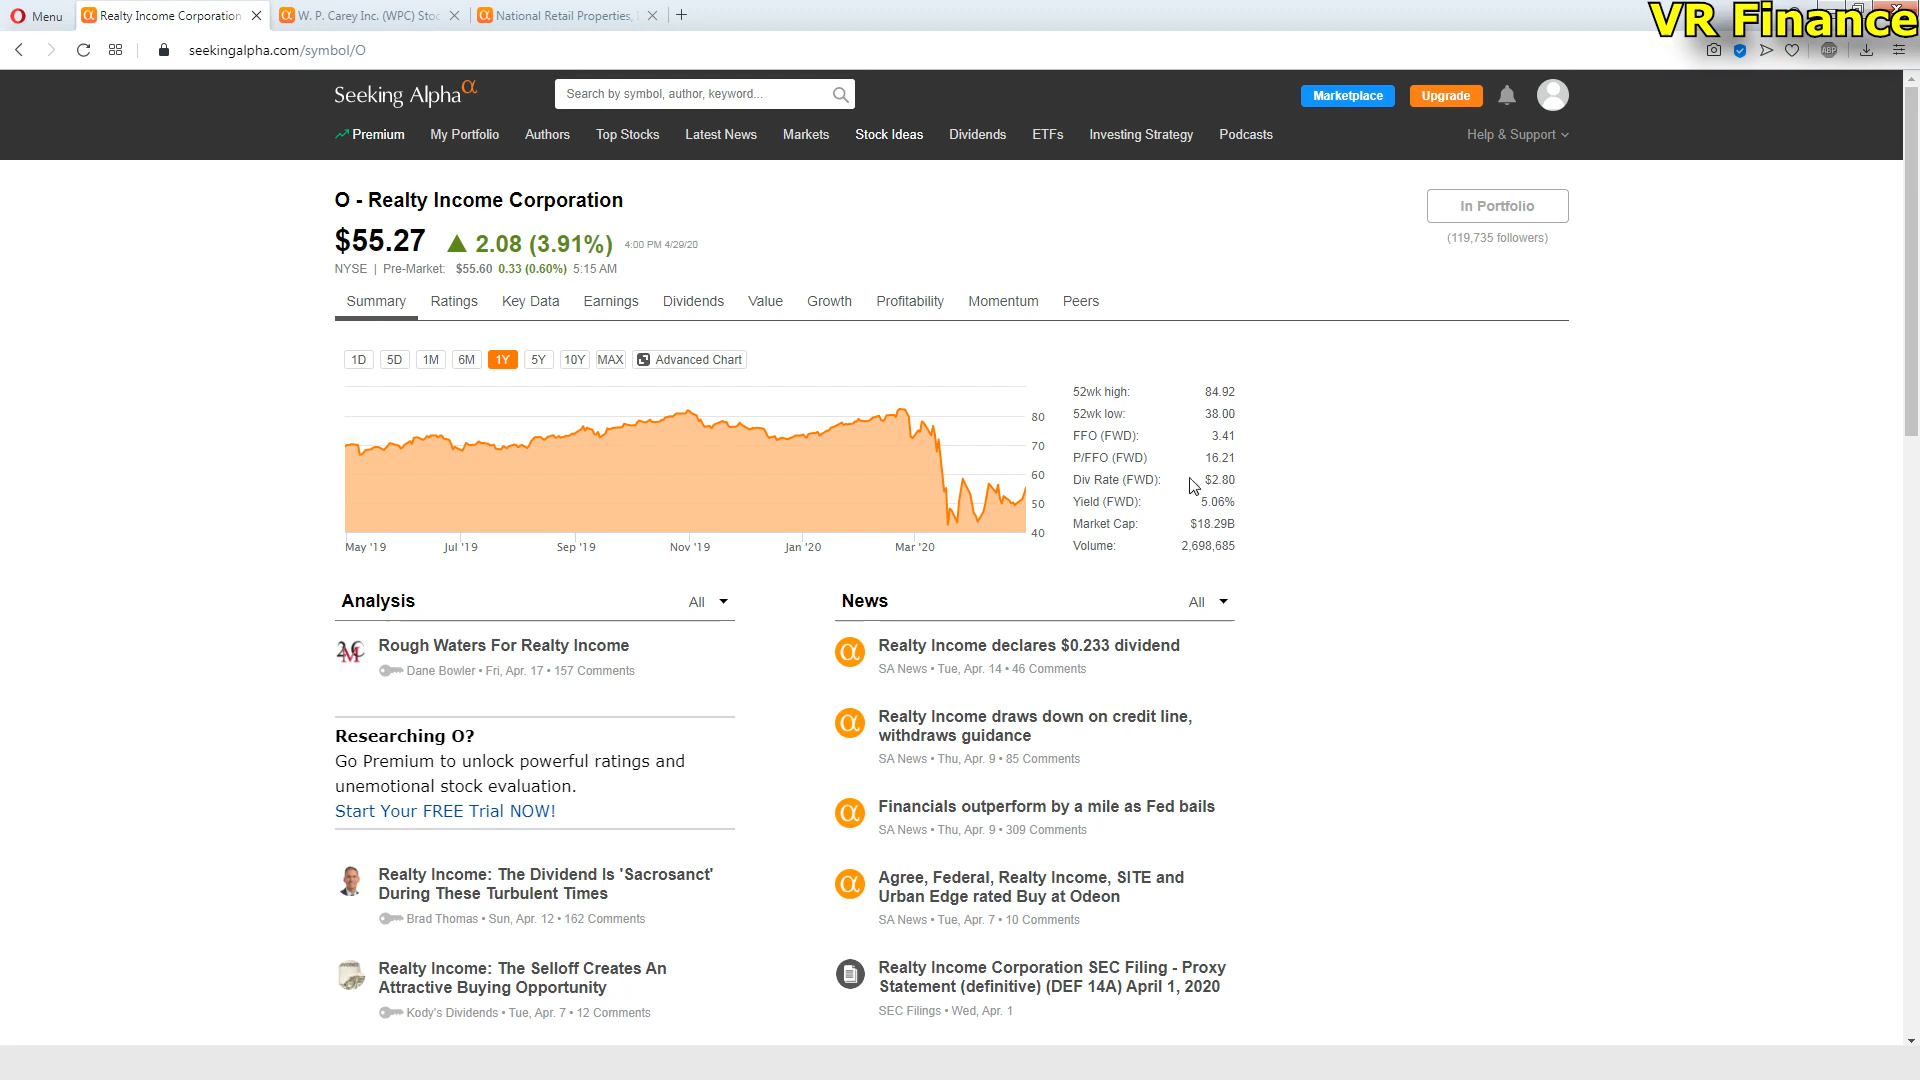 Menu
Realty Income Corporation
W. P. Carey Inc. (WPC) Stoc
National Retail Properties,
VR Finance
seekingalpha.com/symbol/O
ABP
Seeking Alphaα
Search by symbol, author, keyword...
Marketplace
Upgrade
Premium
My Portfolio
Authors
Top Stocks
Latest News
Markets
Stock Ideas
Dividends
ETFs
Investing Strategy
Podcasts
Help & Support
O - Realty Income Corporation
In Portfolio
(119,735 followers)
$55.27 2.08 (3.91%) 4:00 PM 4/29/20
NYSE | Pre-Market: $55.60 0.33 (0.60%) 5:15 AM
Summary
Ratings
Key Data
Earnings
Dividends
Value
Growth
Profitability
Momentum
Peers
1D 5D 1M 6M 1Y 5Y 10Y MAX Advanced Chart
80
70
60
50
40
May '19 Jul '19 Sep '19 Nov '19 Jan '20 Mar '20
52wk high: 84.92
52wk low: 38.00
FFO (FWD): 3.41
P/FFO (FWD) 16.21
Div Rate (FWD): $2.80
Yield (FWD): 5.06%
Market Cap: $18.29B
Volume: 2,698,685
Analysis All
Rough Waters For Realty Income
Dane Bowler • Fri, Apr. 17 • 157 Comments
Researching O?
Go Premium to unlock powerful ratings and
unemotional stock evaluation.
Start Your FREE Trial NOW!
Realty Income: The Dividend Is 'Sacrosanct'
During These Turbulent Times
Brad Thomas • Sun, Apr. 12 • 162 Comments
Realty Income: The Selloff Creates An
Attractive Buying Opportunity
Kody's Dividends • Tue, Apr. 7 • 12 Comments
News All
Realty Income declares $0.233 dividend
SA News • Tue, Apr. 14 • 46 Comments
Realty Income draws down on credit line,
withdraws guidance
SA News • Thu, Apr. 9 • 85 Comments
Financials outperform by a mile as Fed bails
SA News • Thu, Apr. 9 • 309 Comments
Agree, Federal, Realty Income, SITE and
Urban Edge rated Buy at Odeon
SA News • Tue, Apr. 7 • 10 Comments
Realty Income Corporation SEC Filing - Proxy
Statement (definitive) (DEF 14A) April 1, 2020
SEC Filings • Wed, Apr. 1